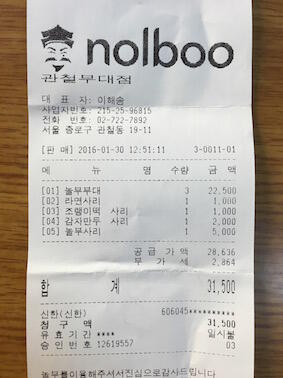 nolboo
관철부대점
대 표 자: 이해송
사업자번호: 215-25-96815
전화 번호: 02-722-7892
서울 종로구 관철동 19-11
[판 매] 2016-01-30 12:51:11 3-0011-01
메 뉴 명 수량 금 액
[01] 놀부부대 3 22,500
[02] 라면사리 1 1,000
[03] 조랭이떡 사리 1 1,000
[04] 감자만두 사리 1 2,000
[05] 놀부사리 1 5,000
공 급 가 액 28,636
부 가 세 2,864
합 계 31,500
신한(신한) 606045**********
청 구 액 31,500
유 효 기 간 **** 일시불
승 인 번 호 12619557 03
놀부를이용해주셔서진심으로감사드립니다